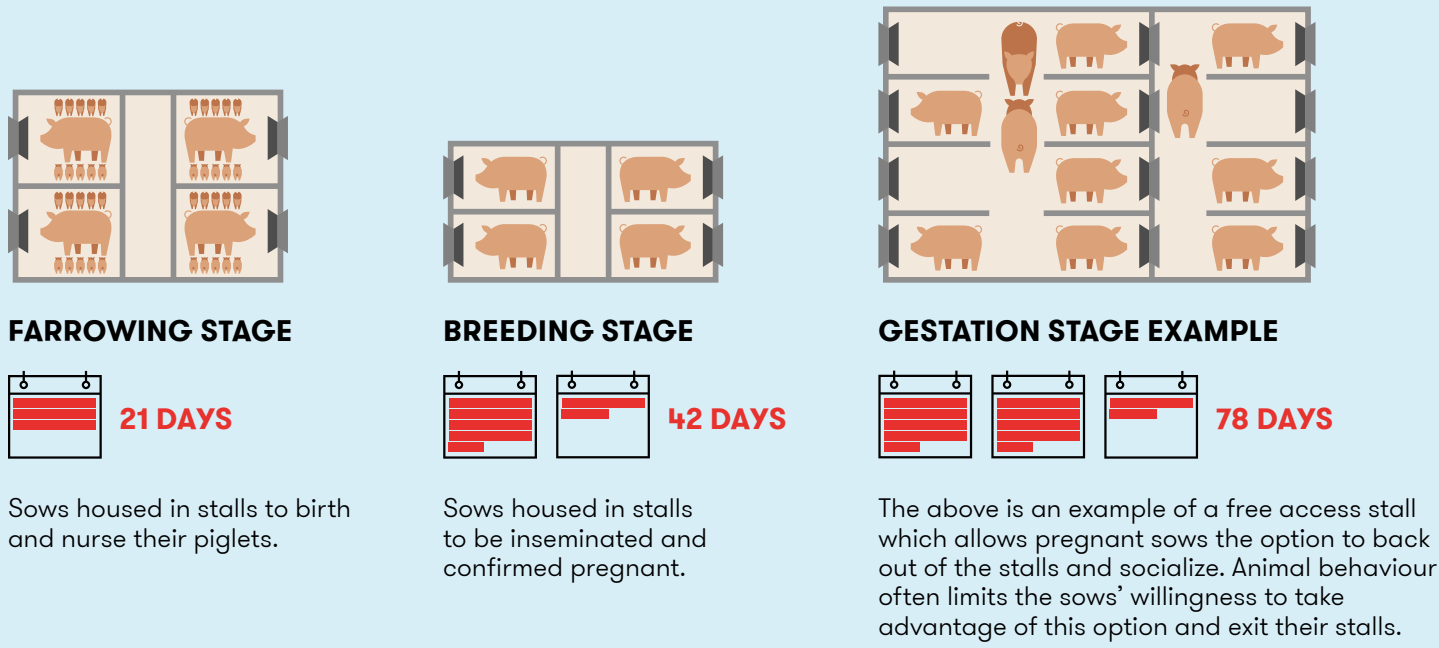 FARROWING STAGE
21 DAYS
Sows housed in stalls to birth
and nurse their piglets.
BREEDING STAGE
42 DAYS
Sows housed in stalls
to be inseminated and
confirmed pregnant.
GESTATION STAGE EXAMPLE
78 DAYS
The above is an example of a free access stall
which allows pregnant sows the option to back
out of the stalls and socialize. Animal behaviour
often limits the sows’ willingness to take
advantage of this option and exit their stalls.